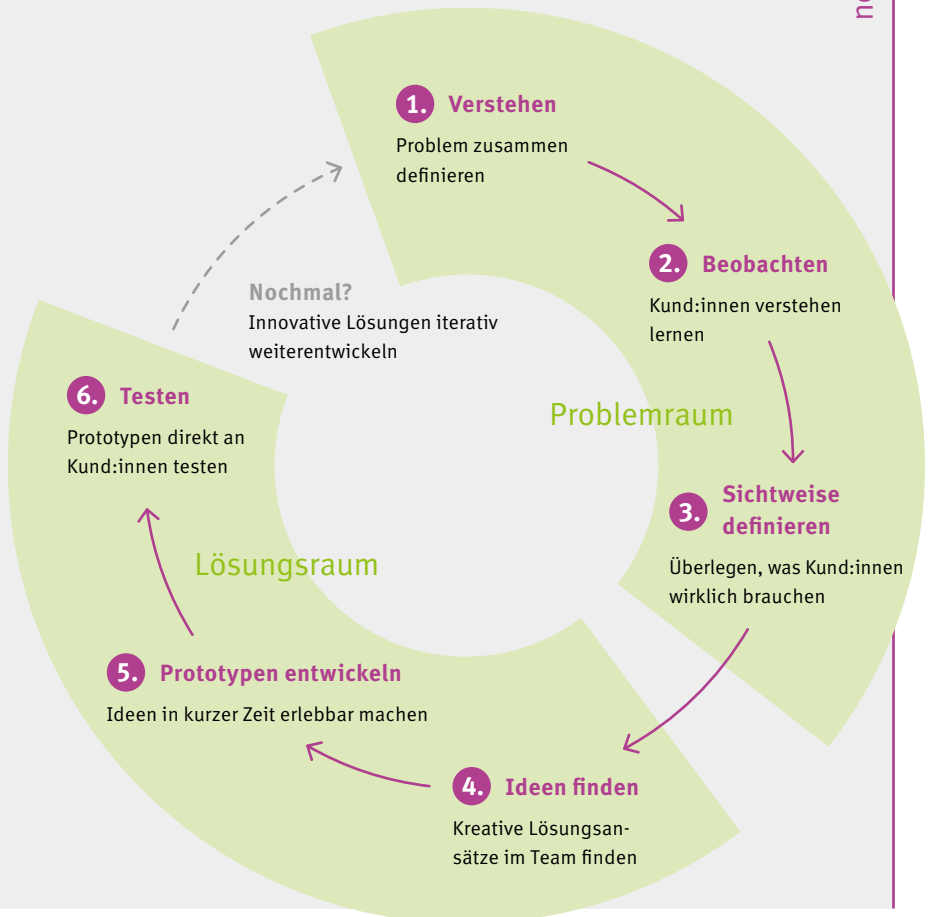 1. Verstehen
Problem zusammen
definieren
2. Beobachten
Kund:innen verstehen
lernen
Problemraum
3. Sichtweise
definieren
Überlegen, was Kund:innen
wirklich brauchen
4. Ideen finden
Kreative Lösungsan-
sätze im Team finden
5. Prototypen entwickeln
Ideen in kurzer Zeit erlebbar machen
Lösungsraum
6. Testen
Prototypen direkt an
Kund:innen testen
Nochmal?
Innovative Lösungen iterativ
weiterentwickeln